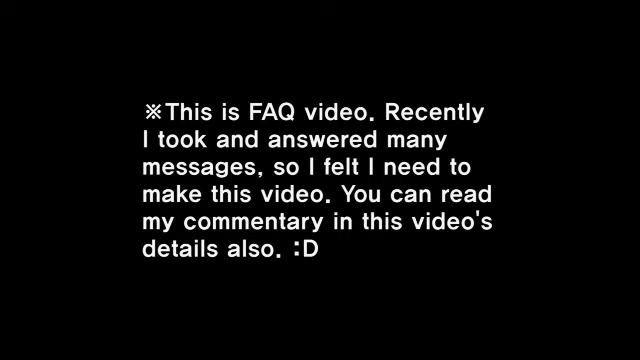 ※This is FAQ video. Recently
I took and answered many
messages, so I felt I need to
make this video. You can read
my commentary in this video's
details also. :D